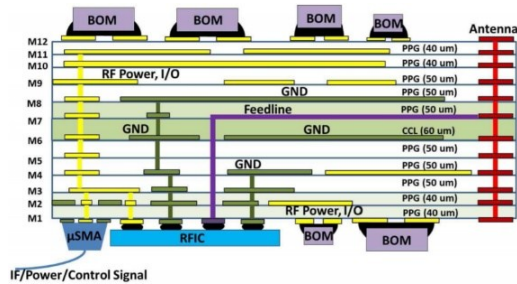 BOM
BOM
BOM
BOM
Antenna
M12
PPG (40 um)
M11
PPG (40 um)
M10
RF Power, I/O
PPG (50 um)
M9
GND
PPG (50 um)
M8
Feedline
PPG (50 um)
M7
GND
GND
CCL (60 um)
M6
PPG (50 um)
M5
GND
PPG (50 um)
M4
PPG (50 um)
M3
PPG (40 um)
M2
RF Power, I/O
PPG (40 um)
M1
µSMA
RFIC
BOM
BOM
IF/Power/Control Signal